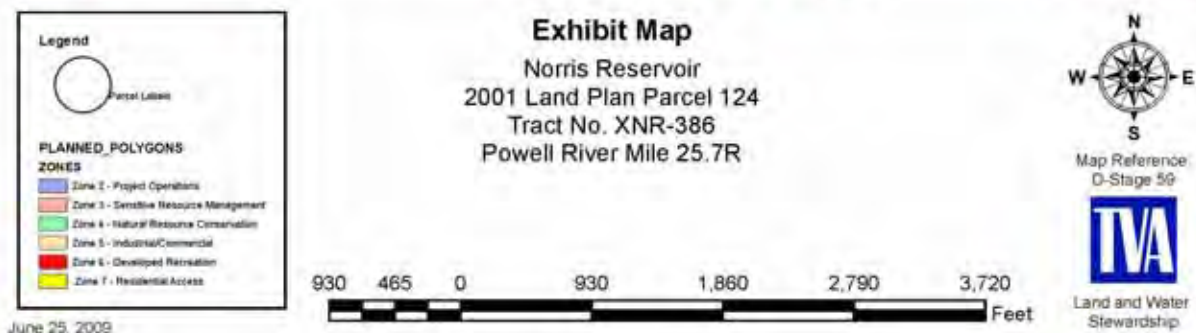 Legend
Parcel Labels
PLANNED_POLYGONS
ZONES
Zone 2 - Project Operations
Zone 3 - Sensitive Resource Management
Zone 4 - Natural Resource Conservation
Zone 5 - Industrial/Commercial
Zone 6 - Developed Recreation
Zone 7 - Residential Access
June 25, 2009
Exhibit Map
Norris Reservoir
2001 Land Plan Parcel 124
Tract No. XNR-386
Powell River Mile 25.7R
930 465 0 930 1,860 2,790 3,720
Feet
N
W E
S
Map Reference:
D-Stage 59
TVA
Land and Water
Stewardship